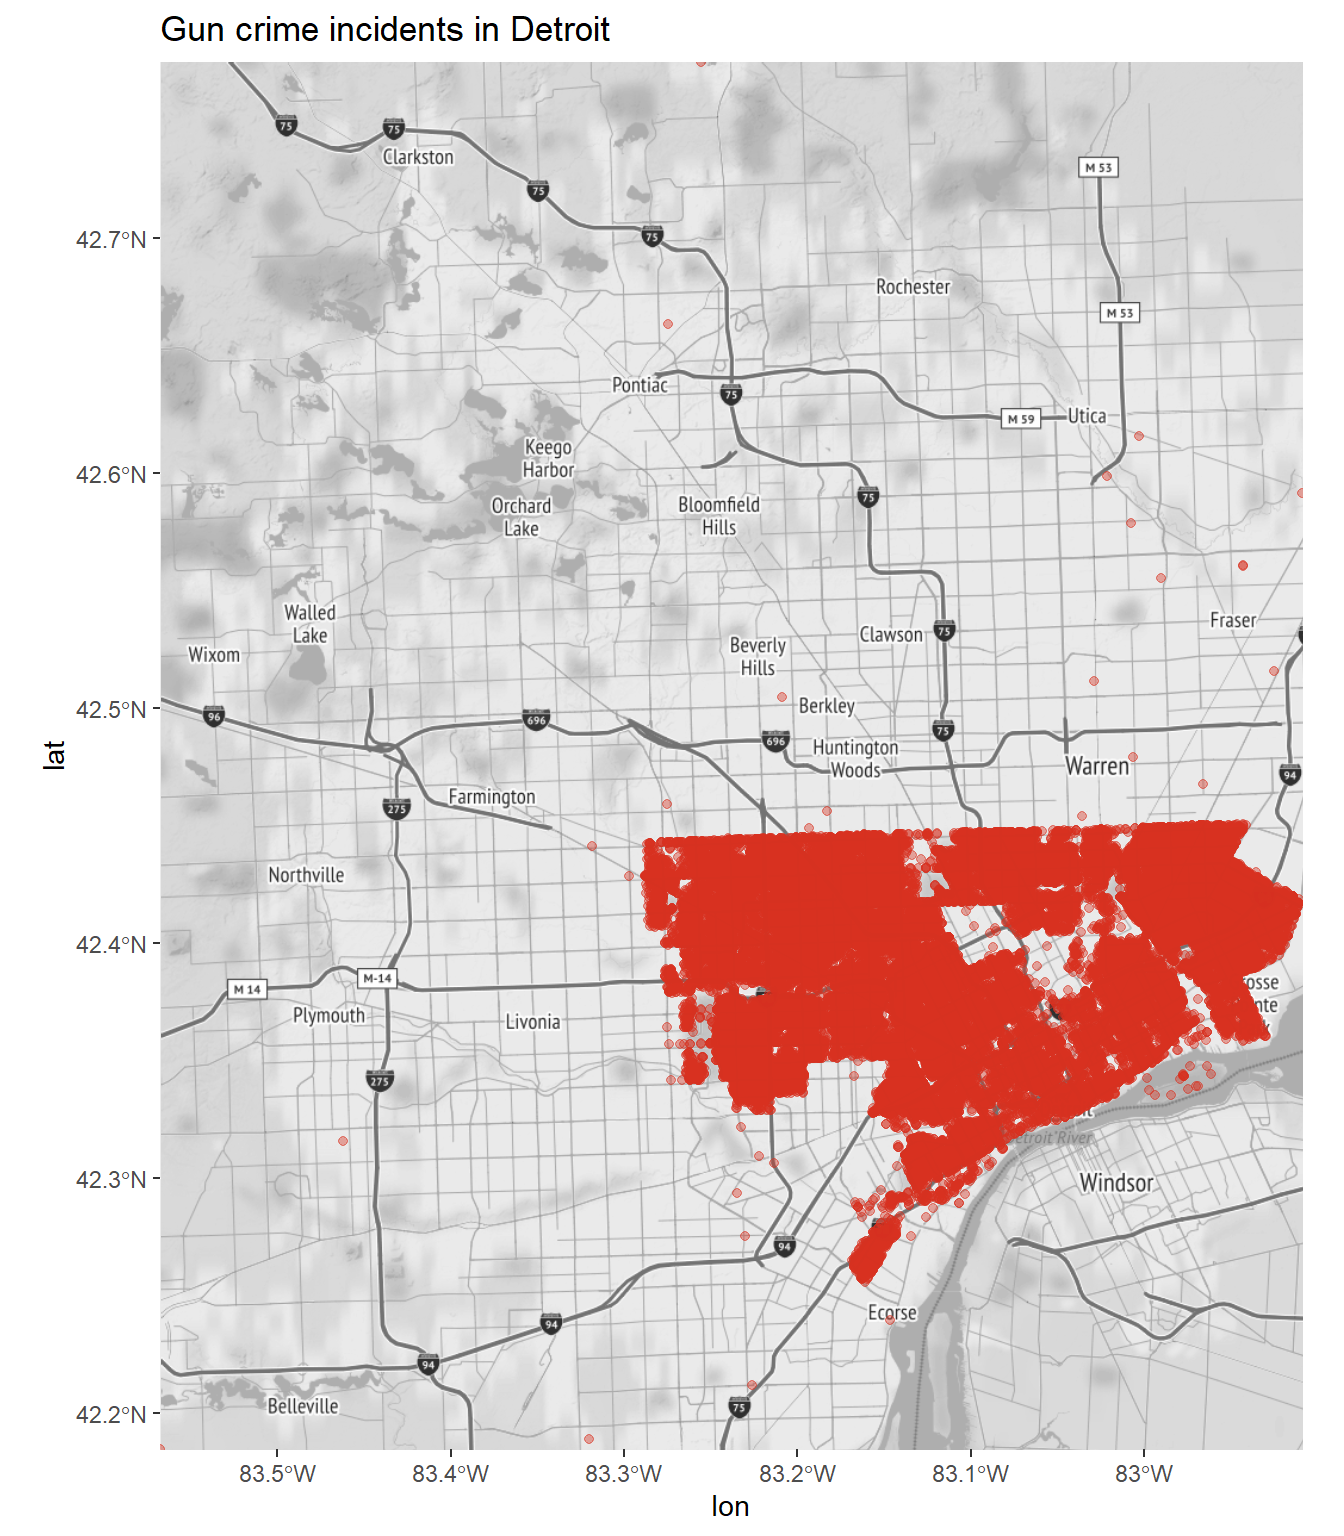 Gun crime incidents in Detroit
75
75
Clarkston
M 53
75
75
42.7°N
Rochester
M 53
Pontiac
75
M 59
Utica
Keego
Harbor
42.6°N
75
Orchard
Lake
Bloomfield
Hills
Walled
Lake
Fraser
Clawson
75
Beverly
Hills
Wixom
42.5°N
Berkley
96
696
75
696
Huntington
Woods
Warren
lat
94
Farmington
275
Northville
42.4°N
M 14
M-14
osse
nte
k
Plymouth
Livonia
275
it
etroit River
42.3°N
Windsor
94
Ecorse
94
94
75
Belleville
42.2°N
83.5°W
83.4°W
83.3°W
83.2°W
83.1°W
83°W
lon